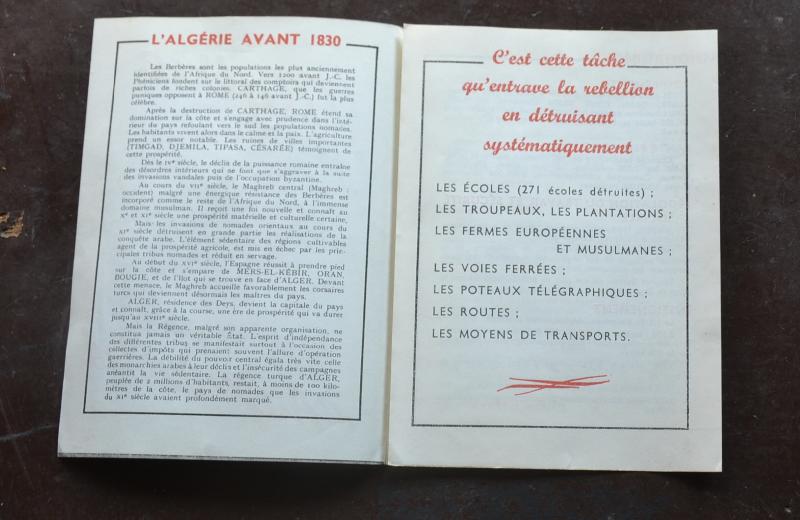 L'ALGÉRIE AVANT 1830
Les Berbères sont les populations les plus anciennement
identifiées de l'Afrique du Nord. Vers 1200 avant J.-C. les
Phéniciens fondent sur le littoral des comptoirs qui deviennent
parfois de riches colonies. CARTHAGE, que les guerres
puniques opposent à ROME (246 à 146 avant J.-C.) fut la plus
célèbre.
Après la destruction de CARTHAGE, ROME étend sa
domination sur la côte et s'engage avec prudence dans l'inté-
rieur du pays refoulant vers le sud les populations nomades.
Les habitants vivent alors dans le calme et la paix. L'agriculture
prend un essor notable. Les ruines de villes importantes
(TIMGAD, DJEMILA, TIPASA, CÉSARÉE) témoignent de
cette prospérité.
Dès le IVe siècle, le déclin de la puissance romaine entraîne
des désordres intérieurs qui ne font que s'aggraver à la suite
des invasions vandales puis de l'occupation byzantine.
Au cours du VIIe siècle, le Maghreb central (Maghreb :
occident) malgré une énergique résistance des Berbères est
incorporé comme le reste de l'Afrique du Nord, à l'immense
domaine musulman. Il reçoit une foi nouvelle et connaît au
Xe et XIe siècle une prospérité matérielle et culturelle certaine.
Mais les invasions de nomades orientaux au cours du
XIe siècle détruisent en grande partie les réalisations de la
conquête arabe. L'élément sédentaire des régions cultivables
agent de la prospérité agricole, est mis en échec par les prin-
cipales tribus nomades et réduit en servage.
Au début du XVIe siècle, l'Espagne réussit à prendre pied
sur la côte et s'empare de MERS-EL-KÉBIR, ORAN,
BOUGIE, et de l'îlot qui se trouve en face d'ALGER. Devant
cette menace, le Maghreb accueille favorablement les corsaires
turcs qui deviennent désormais les maîtres du pays.
ALGER, résidence des Deys, devient la capitale du pays
et connaît, grâce à la course, une ère de prospérité qui va durer
jusqu'au XVIIIe siècle.
Mais la Régence, malgré son apparente organisation, ne
constitua jamais un véritable État. L'esprit d'indépendance
des différentes tribus se manifestait surtout à l'occasion des
collectes d'impôts qui prenaient souvent l'allure d'opération
guerrières. La débilité du pouvoir central égala très vite celle
des monarchies arabes à leur déclin et l'insécurité des campagnes
anéantit la vie sédentaire. La régence turque d'ALGER,
peuplée de 2 millions d'habitants, restait, à moins de 100 kilo-
mètres de la côte, le pays de nomades que les invasions
du XIe siècle avaient profondément marqué.
C'est cette tâche
qu'entrave la rebellion
en détruisant
systématiquement
LES ÉCOLES (271 écoles détruites) ;
LES TROUPEAUX, LES PLANTATIONS ;
LES FERMES EUROPÉENNES
ET MUSULMANES ;
LES VOIES FERRÉES ;
LES POTEAUX TÉLÉGRAPHIQUES ;
LES ROUTES ;
LES MOYENS DE TRANSPORTS.